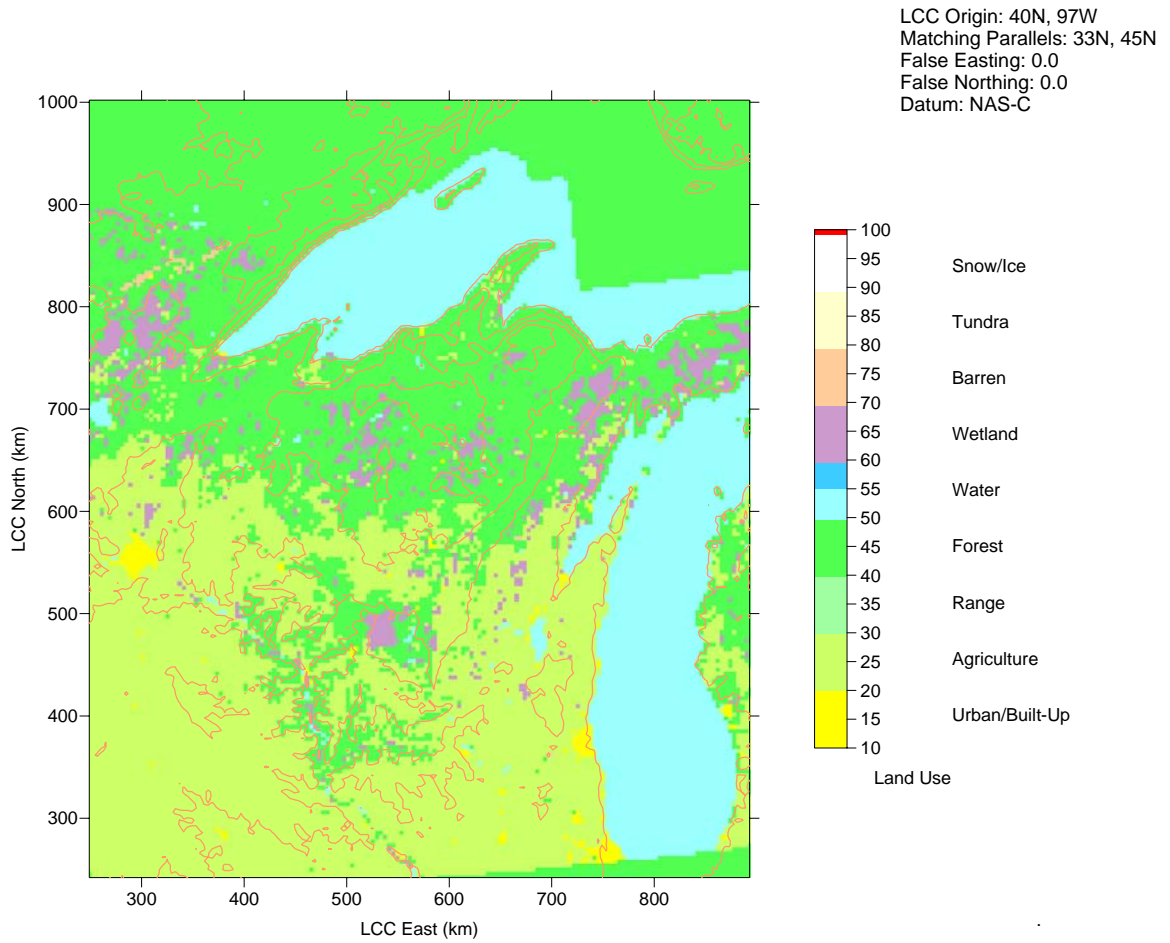 LCC Origin: 40N, 97W
Matching Parallels: 33N, 45N
False Easting: 0.0
False Northing: 0.0
Datum: NAS-C
1000
900
800
700
600
500
400
300
LCC North (km)
300 400 500 600 700 800
LCC East (km)
100
95
90
85
80
75
70
65
60
55
50
45
40
35
30
25
20
15
10
Snow/Ice
Tundra
Barren
Wetland
Water
Forest
Range
Agriculture
Urban/Built-Up
Land Use
.